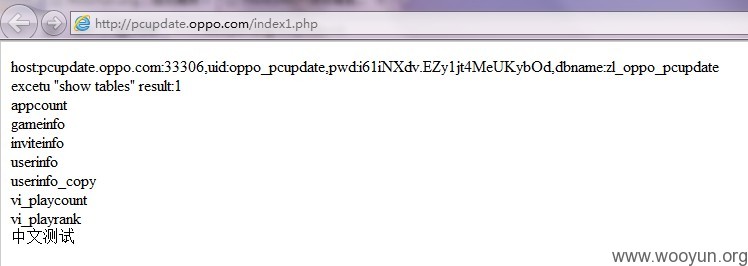 http://pcupdate.oppo.com/index1.php
host:pcupdate.oppo.com:33306,uid:oppo_pcupdate,pwd:i61iNXdv.EZy1jt4MeUKybOd,dbname:zl_oppo_pcupdate
excetu "show tables" result:1
appcount
gameinfo
inviteinfo
userinfo
userinfo_copy
vi_playcount
vi_playrank
中文测试
www.wooyun.org